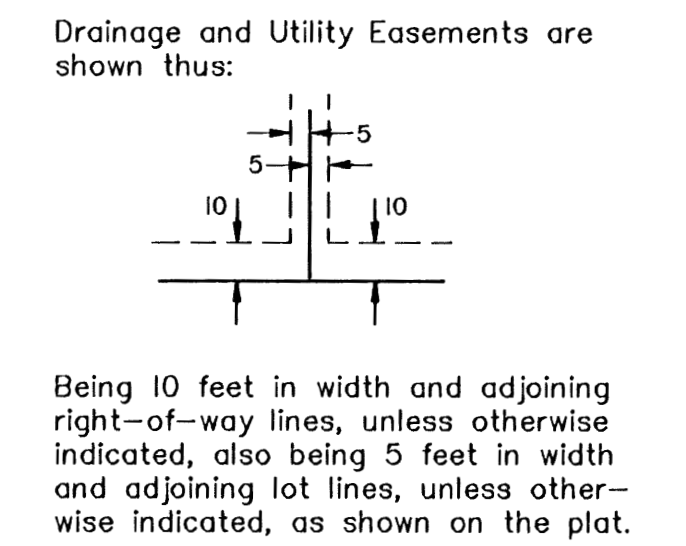 Drainage and Utility Easements are
shown thus:
5
5
10
10
Being 10 feet in width and adjoining
right-of-way lines, unless otherwise
indicated, also being 5 feet in width
and adjoining lot lines, unless other-
wise indicated, as shown on the plat.